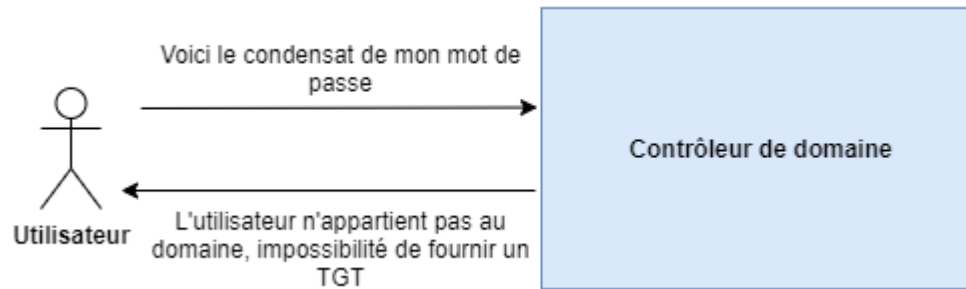 Voici le condensat de mon mot de
passe
Contrôleur de domaine
Utilisateur
L'utilisateur n'appartient pas au
domaine, impossibilité de fournir un
TGT